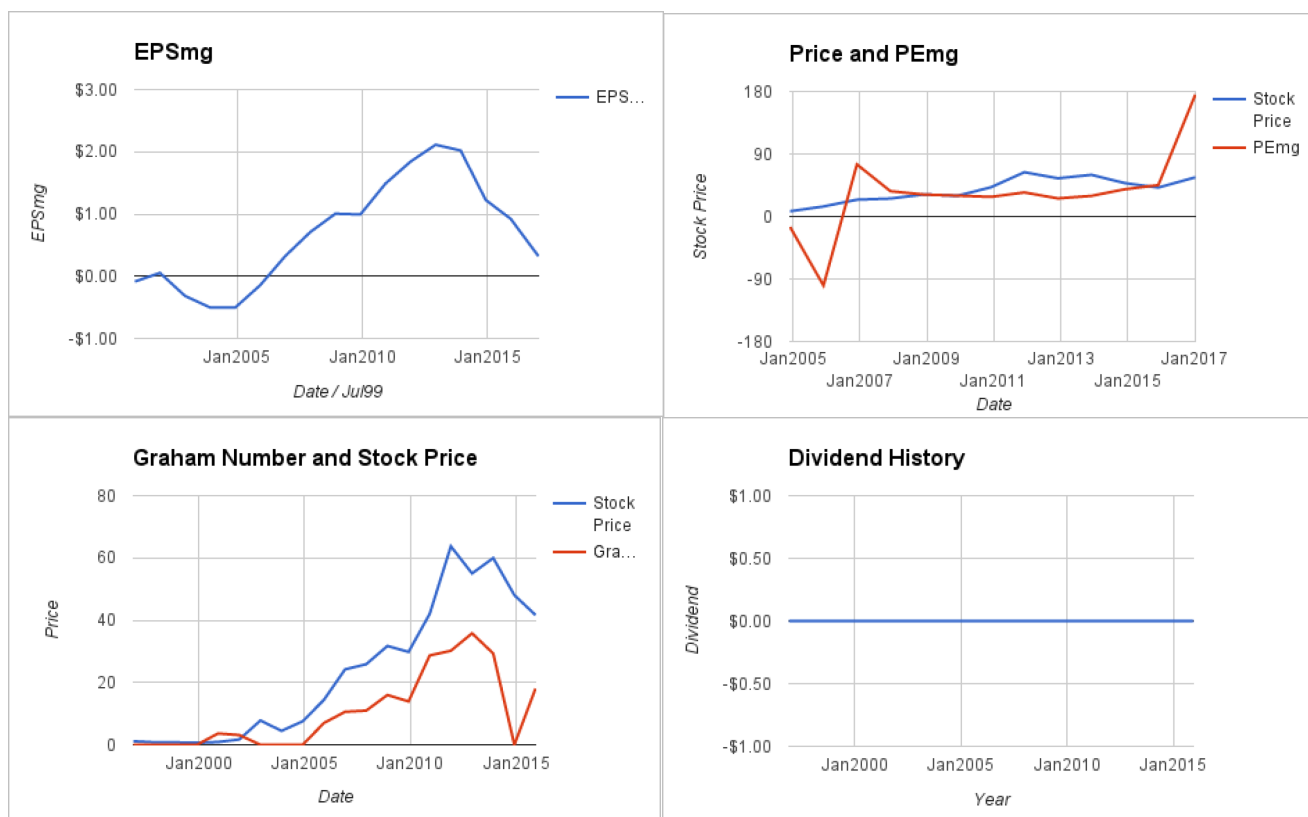 EPSmg
$3.00
$2.00
$1.00
$0.00
-$1.00
EPSmg
Jan2005
Jan2010
Jan2015
Date / Jul99
EPS…
Price and PEmg
180
90
0
-90
-180
Stock Price
Jan2005
Jan2009
Jan2013
Jan2017
Jan2007
Jan2011
Jan2015
Date
Stock
Price
PEmg
Graham Number and Stock Price
80
60
40
20
0
Price
Jan2000
Jan2005
Jan2010
Jan2015
Date
Stock
Price
Gra…
Dividend History
$1.00
$0.50
$0.00
-$0.50
-$1.00
Dividend
Jan2000
Jan2005
Jan2010
Jan2015
Year